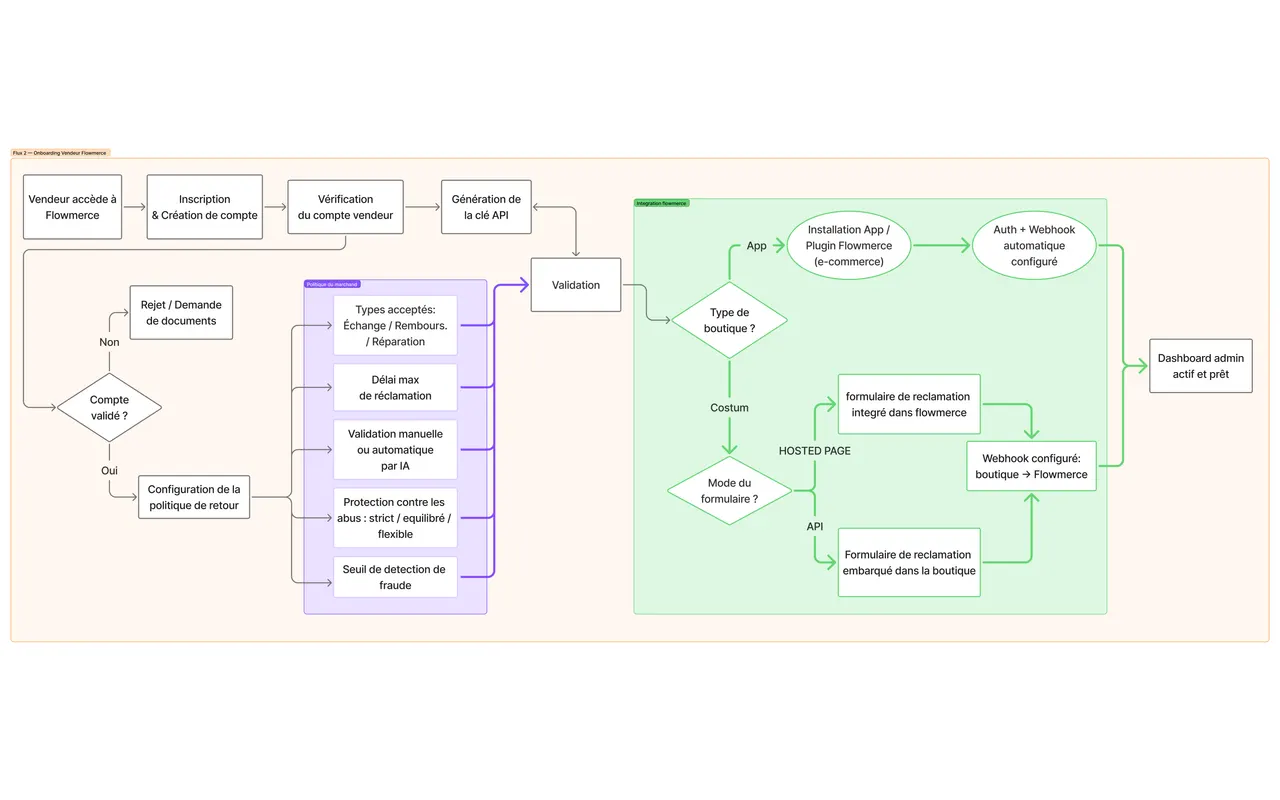 Flux 2 — Onboarding Vendeur Flowmerce
Vendeur accède à
Flowmerce
Inscription
& Création de compte
Vérification
du compte vendeur
Génération de
la clé API
Validation
Compte
validé ?
Non
Rejet / Demande
de documents
Oui
Configuration de la
politique de retour
Politique du marchand
Types acceptés:
Échange / Rembours.
/ Réparation
Délai max
de réclamation
Validation manuelle
ou automatique
par IA
Protection contre les
abus : strict / equilibré /
flexible
Seuil de detection de
fraude
Integration flowmerce
Type de
boutique ?
App
Installation App /
Plugin Flowmerce
(e-commerce)
Auth + Webhook
automatique
configuré
Costum
Mode du
formulaire ?
HOSTED PAGE
formulaire de reclamation
integré dans flowmerce
API
Formulaire de reclamation
embarqué dans la boutique
Webhook configuré:
boutique → Flowmerce
Dashboard admin
actif et prêt